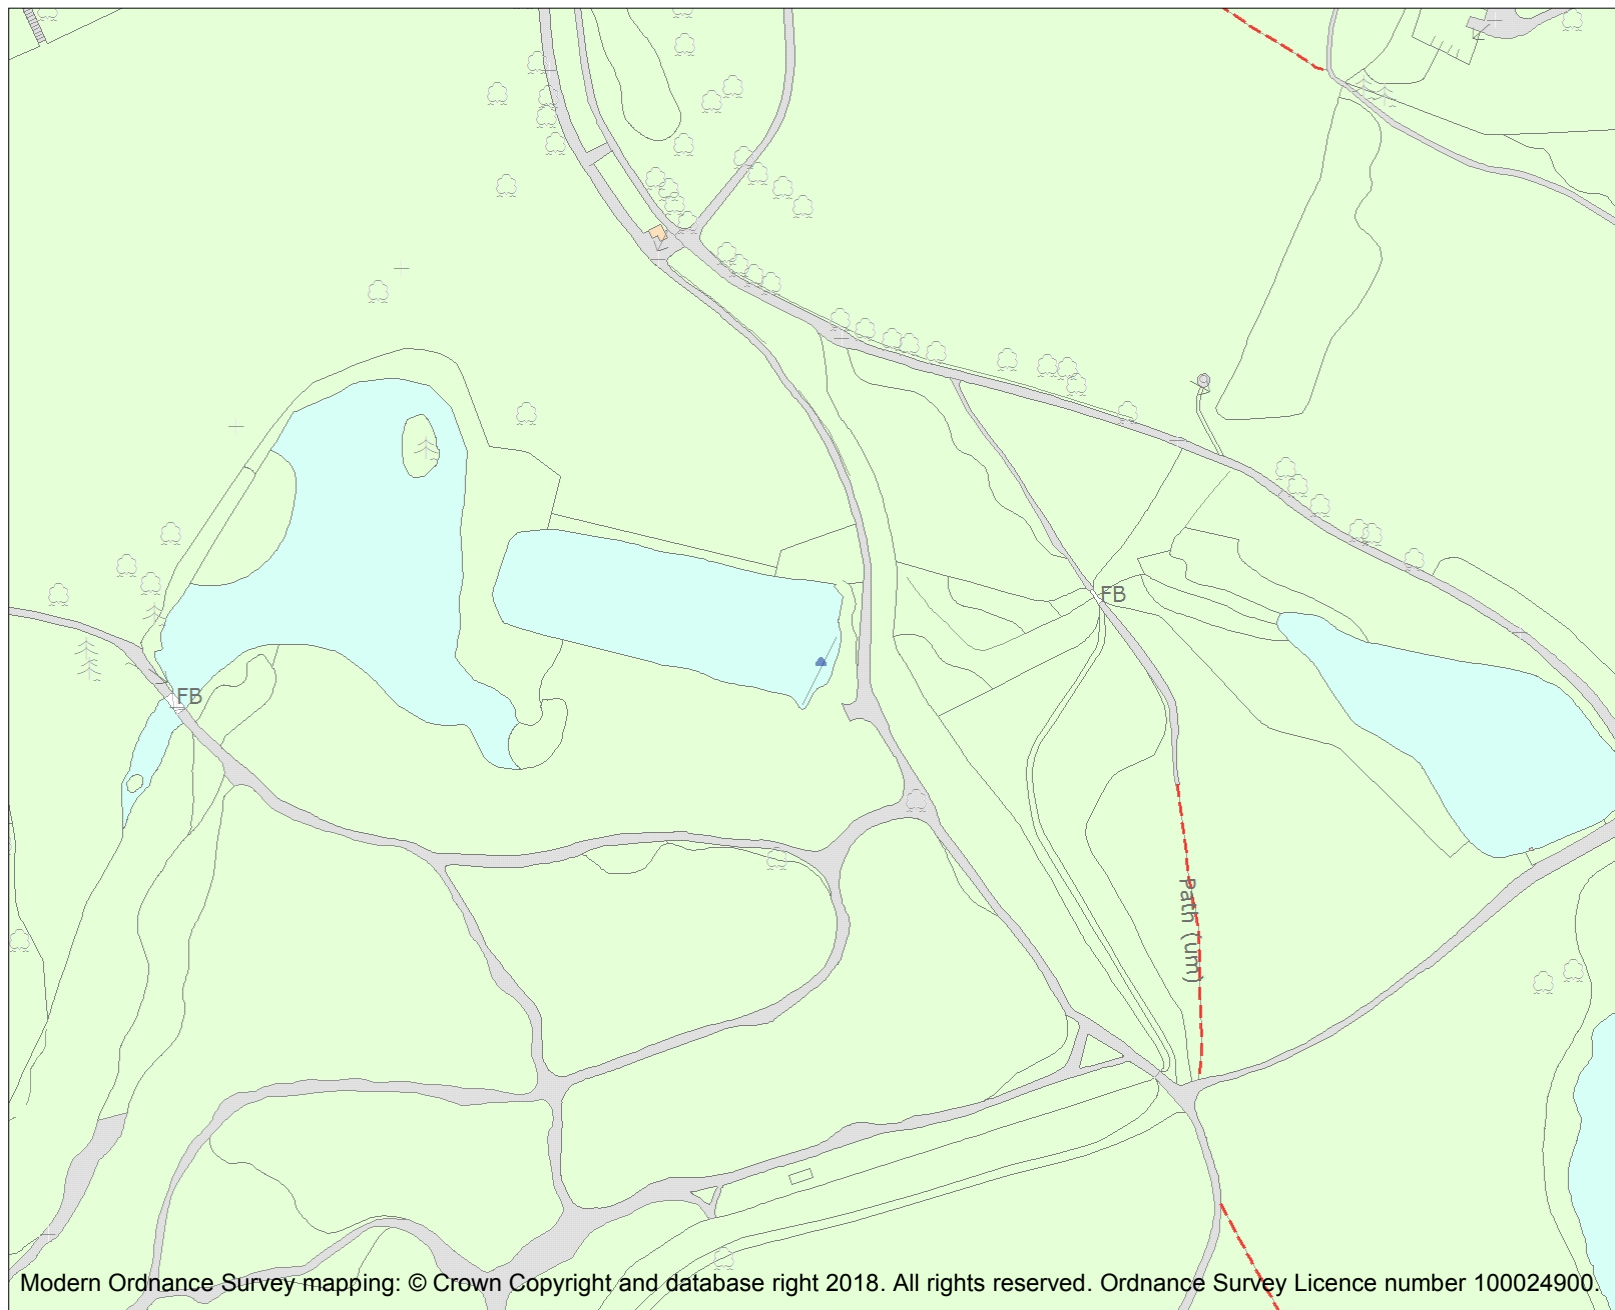 FB
FB
Path (um)
Modern Ordnance Survey mapping: © Crown Copyright and database right 2018. All rights reserved. Ordnance Survey Licence number 100024900.